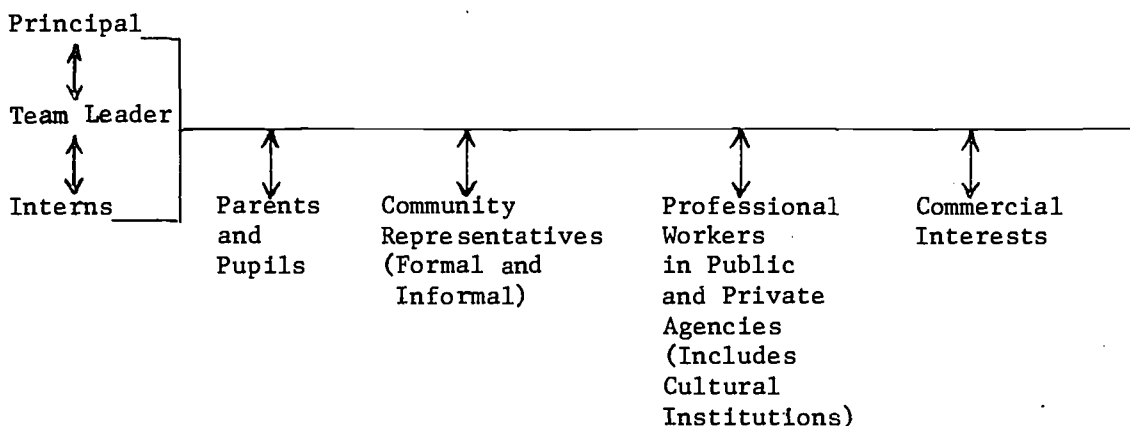 Principal
Team Leader
Interns
Parents
and
Pupils
Community
Representatives
(Formal and
Informal)
Professional
Workers
in Public
and Private
Agencies
(Includes
Cultural
Institutions)
Commercial
Interests